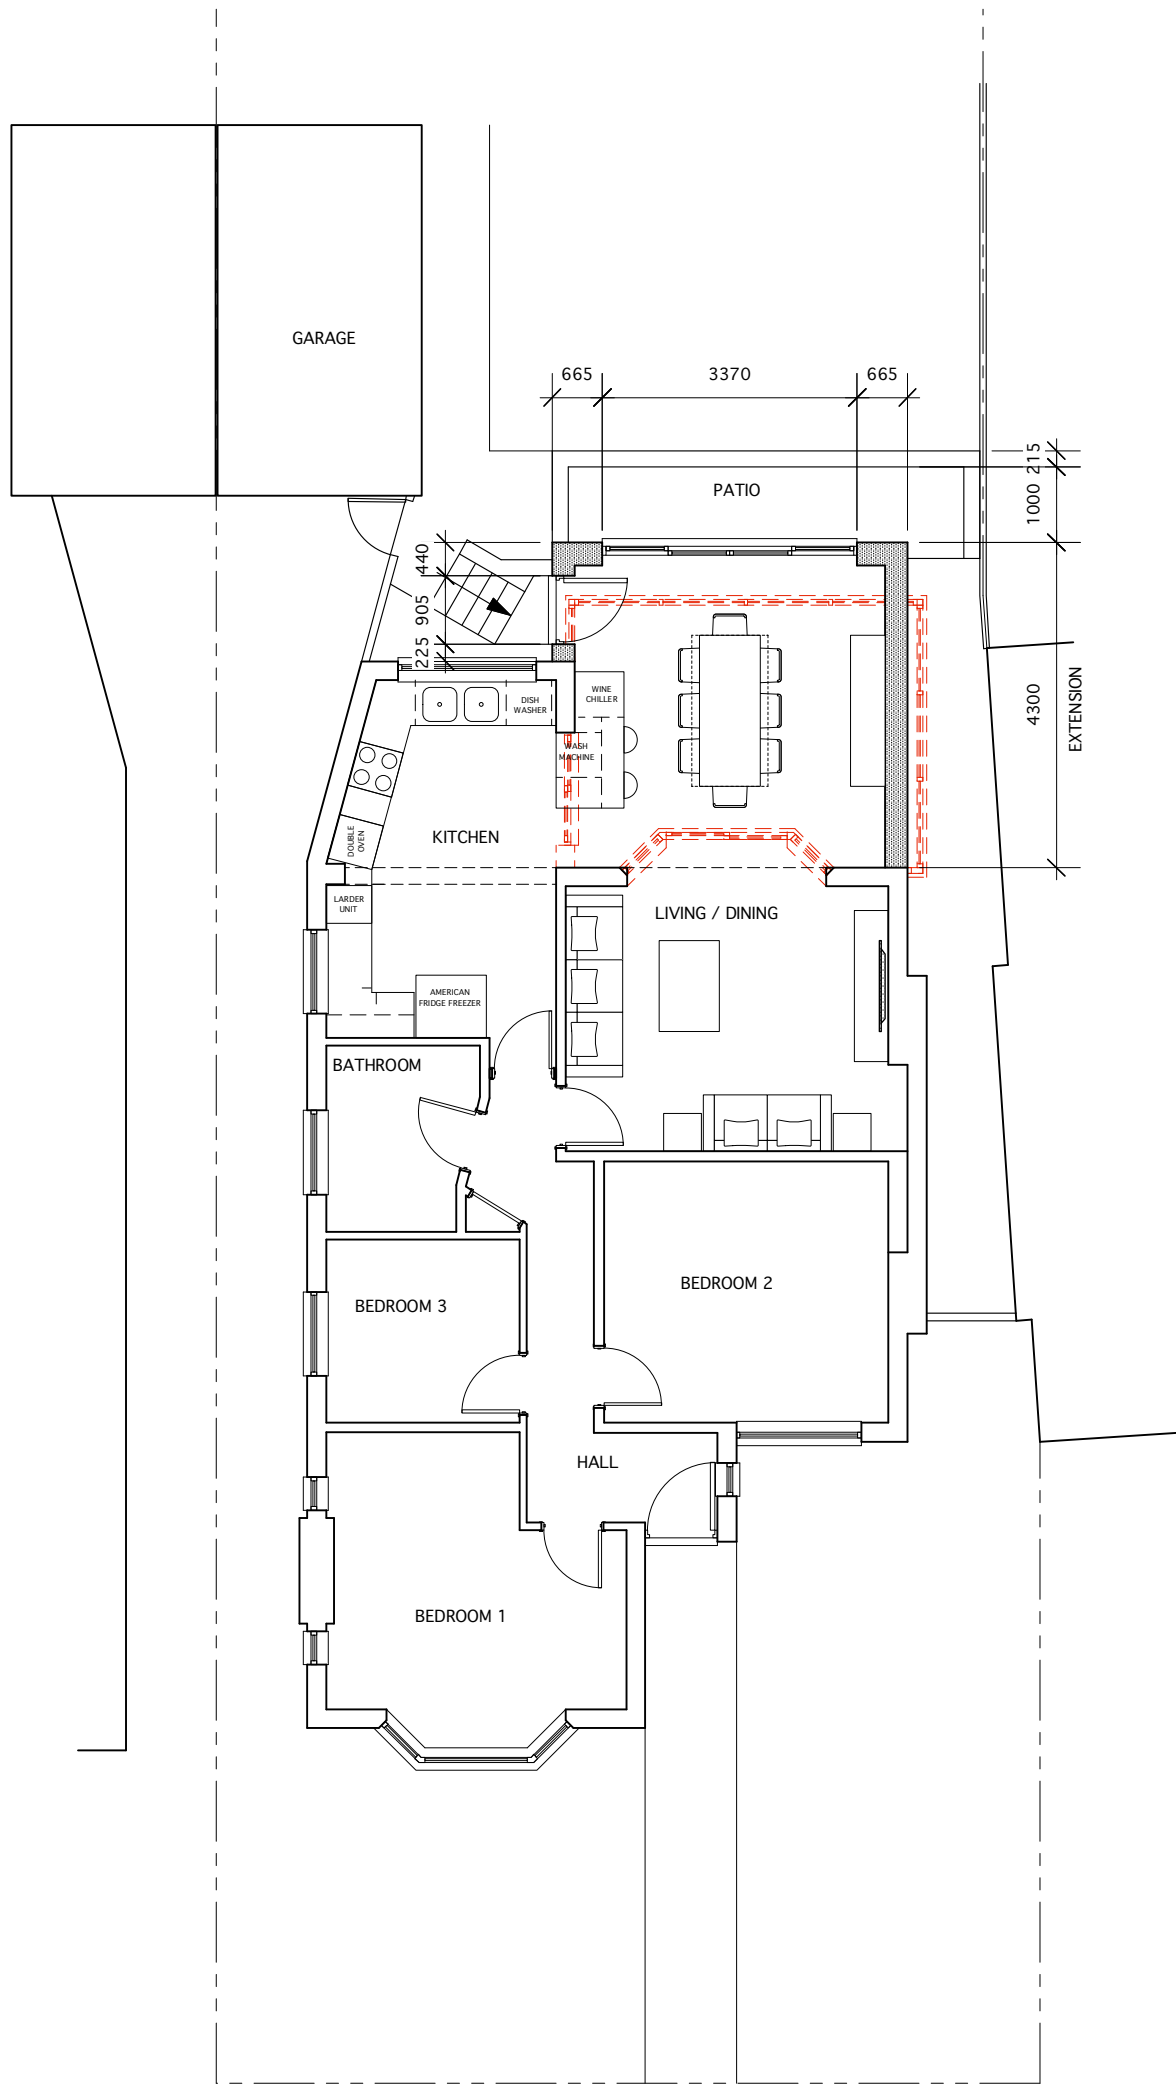 GARAGE
665
3370
665
215
1000
PATIO
440
905
225
4300
EXTENSION
WINE
CHILLER
DISH
WASHER
WASH
MACHINE
KITCHEN
DOUBLE
OVEN
LARDER
UNIT
LIVING / DINING
AMERICAN
FRIDGE FREEZER
BATHROOM
BEDROOM 2
BEDROOM 3
HALL
BEDROOM 1